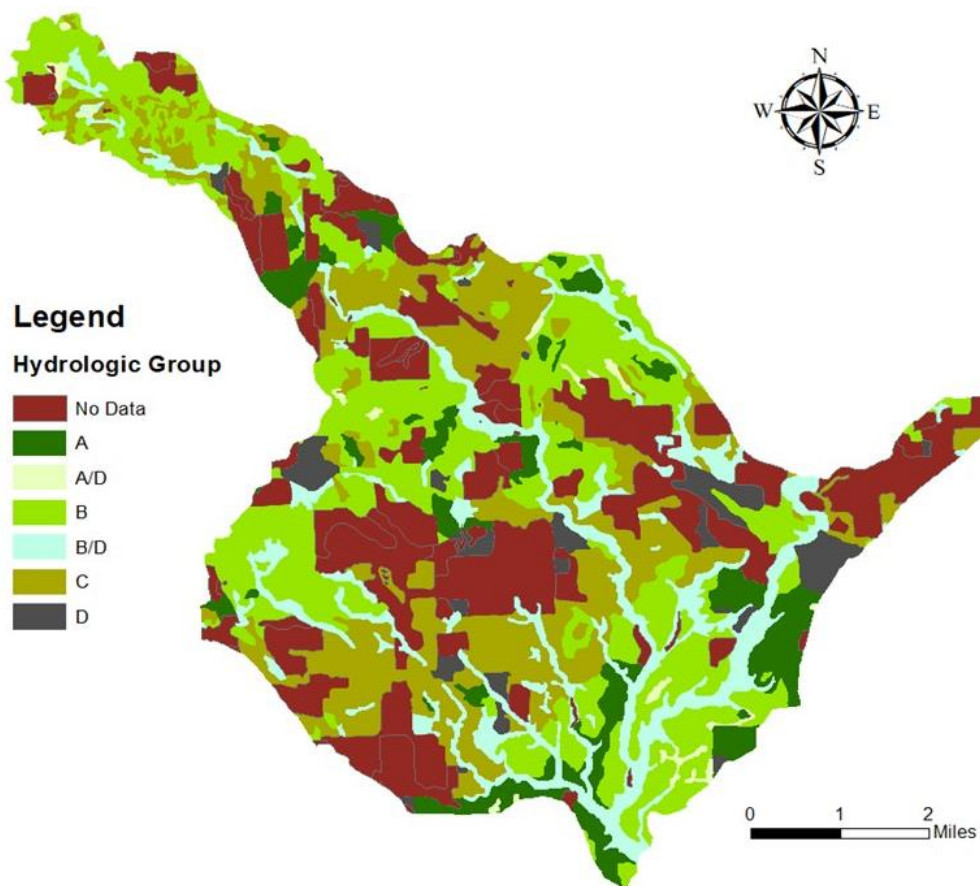 N
W E
S
Legend
Hydrologic Group
No Data
A
A/D
B
B/D
C
D
0 1 2
Miles